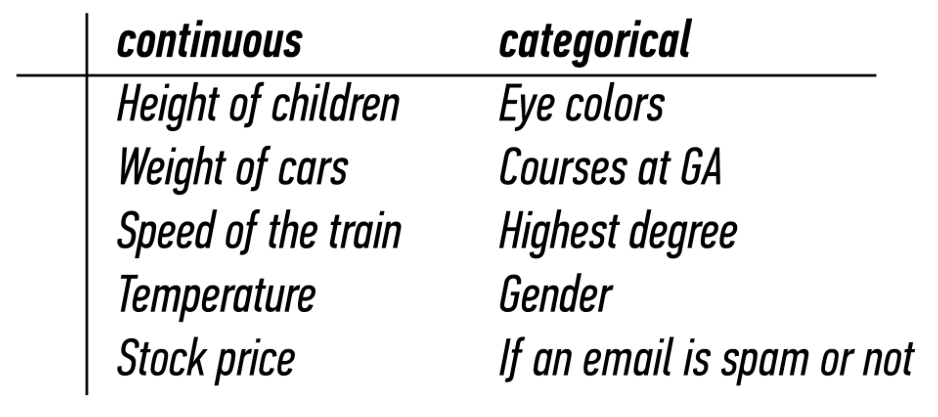 continuous categorical
Height of children Eye colors
Weight of cars Courses at GA
Speed of the train Highest degree
Temperature Gender
Stock price If an email is spam or not